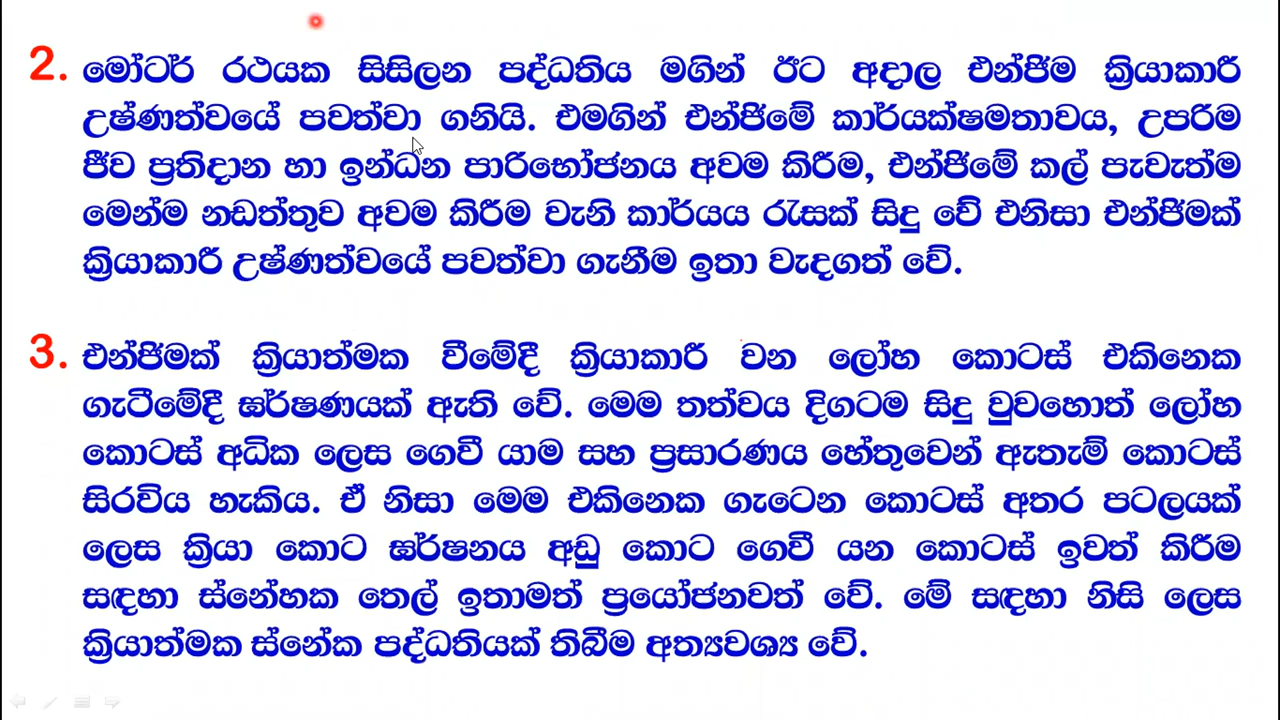 2. මෝටර් රථයක සිසිලන පද්ධතිය මගින් ඊට අදාල එන්ජිම ක්‍රියාකාරී
උෂ්ණත්වයේ පවත්වා ගනියි. එමගින් එන්ජිමේ කාර්යක්ෂමතාවය, උපරිම
ජීව ප්‍රතිදාන හා ඉන්ධන පාරිභෝජනය අවම කිරීම, එන්ජිමේ කල් පැවැත්ම
මෙන්ම නඩත්තුව අවම කිරීම වැනි කාර්යය රැසක් සිදු වේ එනිසා එන්ජිමක්
ක්‍රියාකාරී උෂ්ණත්වයේ පවත්වා ගැනීම ඉතා වැදගත් වේ.
3. එන්ජිමක් ක්‍රියාත්මක වීමේදී ක්‍රියාකාරී වන ලෝහ කොටස් එකිනෙක
ගැටීමේදී ඝර්ෂණයක් ඇති වේ. මෙම තත්වය දිගටම සිදු වුවහොත් ලෝහ
කොටස් අධික ලෙස ගෙවී යාම සහ ප්‍රසාරණය හේතුවෙන් ඇතැම් කොටස්
සිරවිය හැකිය. ඒ නිසා මෙම එකිනෙක ගැටෙන කොටස් අතර පටලයක්
ලෙස ක්‍රියා කොට ඝර්ෂනය අඩු කොට ගෙවී යන කොටස් ඉවත් කිරීම
සඳහා ස්නේහක තෙල් ඉතාමත් ප්‍රයෝජනවත් වේ. මේ සඳහා නිසි ලෙස
ක්‍රියාත්මක ස්නේක පද්ධතියක් තිබීම අත්‍යවශ්‍ය වේ.